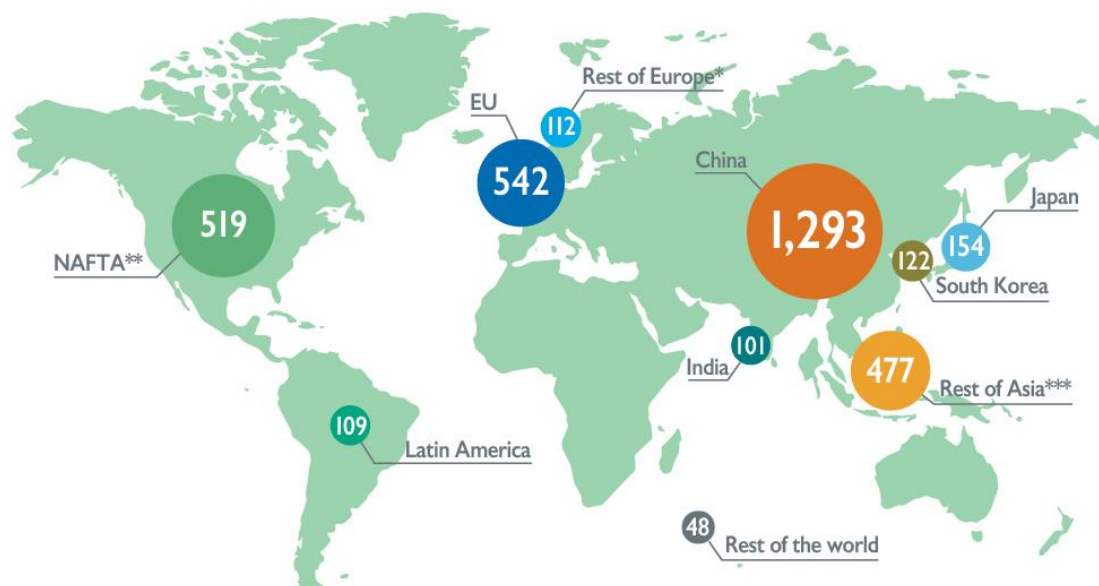 Rest of Europe*
112
EU
542
China
1,293
Japan
154
122
South Korea
519
NAFTA**
101
India
477
Rest of Asia***
109
Latin America
48
Rest of the world